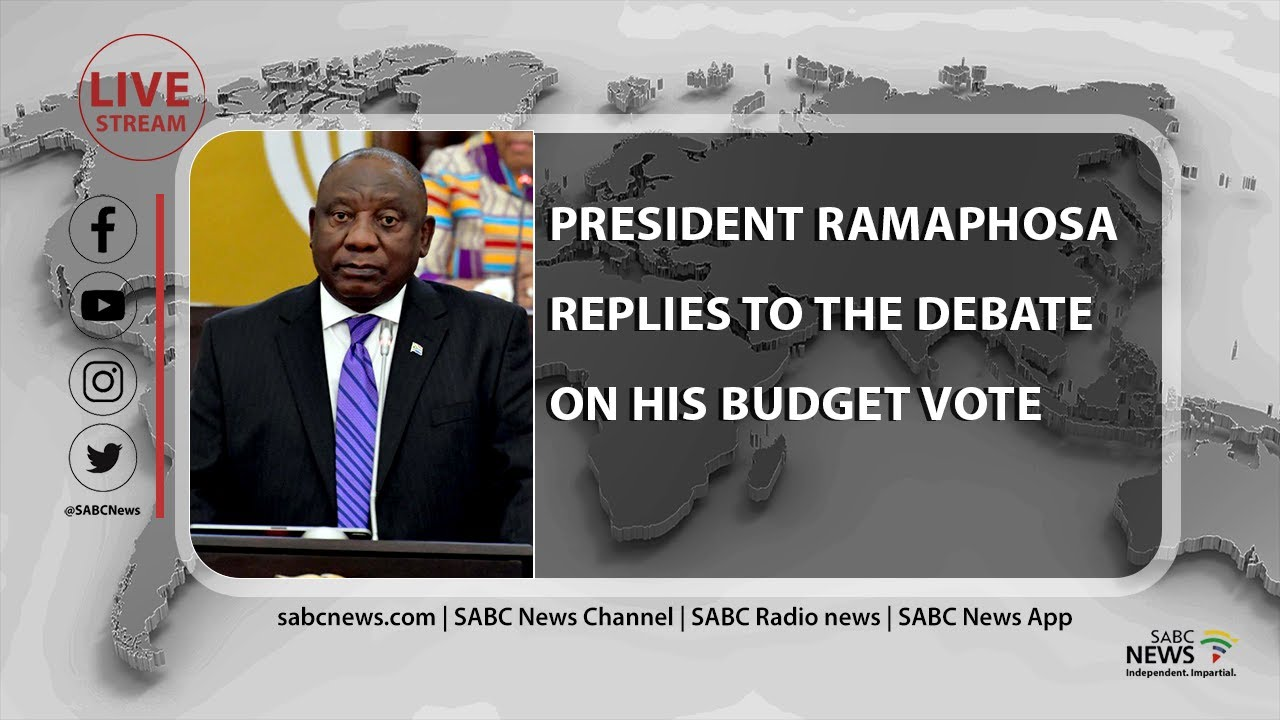 LIVE
STREAM
PRESIDENT RAMAPHOSA
REPLIES TO THE DEBATE
ON HIS BUDGET VOTE
@SABCNews
sabcnews.com | SABC News Channel | SABC Radio news | SABC News App
SABC
NEWS
Independent. Impartial.